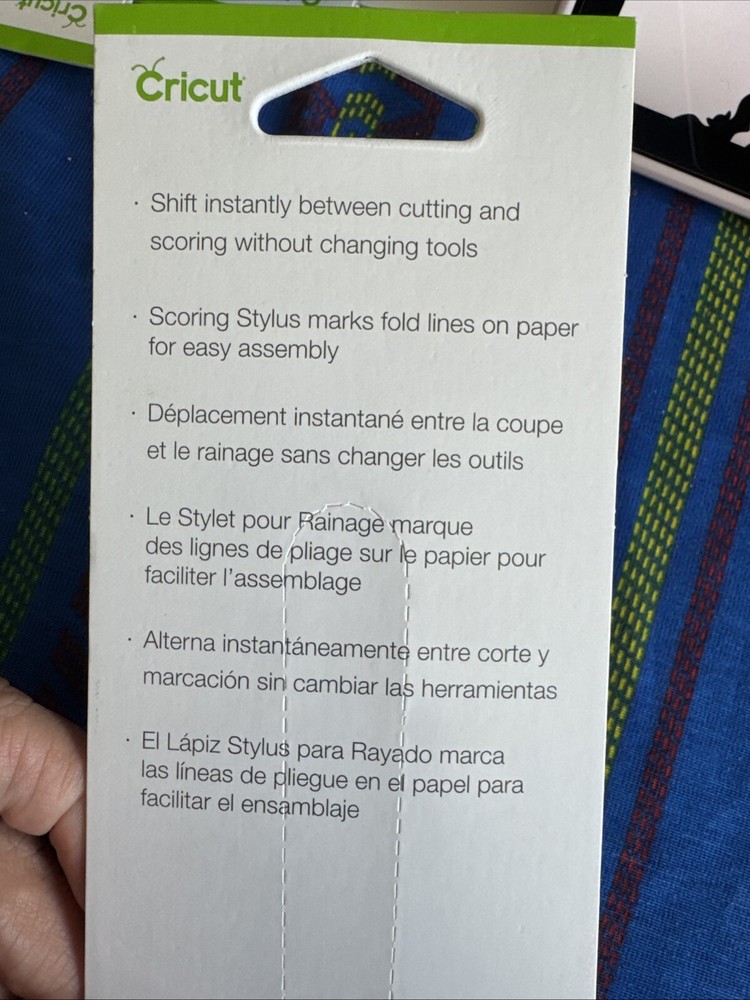 Cricut
Cricut
· Shift instantly between cutting and
scoring without changing tools
· Scoring Stylus marks fold lines on paper
for easy assembly
· Déplacement instantané entre la coupe
et le rainage sans changer les outils
· Le Stylet pour Rainage marque
des lignes de pliage sur le papier pour
faciliter l'assemblage
· Alterna instantáneamente entre corte y
marcación sin cambiar las herramientas
· El Lápiz Stylus para Rayado marca
las líneas de pliegue en el papel para
facilitar el ensamblaje